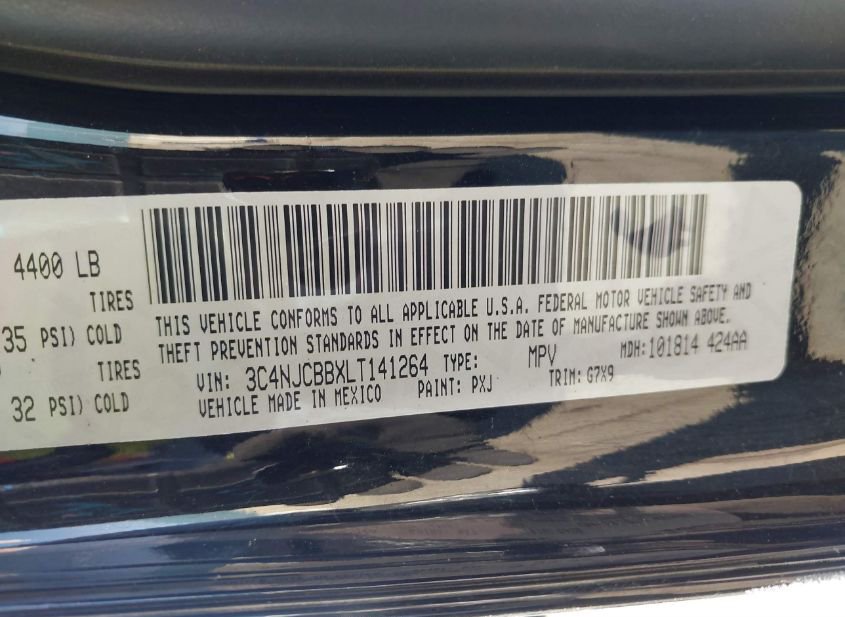 4400 LB
TIRES
35 PSI) COLD
TIRES
32 PSI) COLD
THIS VEHICLE CONFORMS TO ALL APPLICABLE U.S.A. FEDERAL MOTOR VEHICLE SAFETY AND
THEFT PREVENTION STANDARDS IN EFFECT ON THE DATE OF MANUFACTURE SHOWN ABOVE.
VIN: 3C4NJCBBXLT141264 TYPE: MPV MDH: 101814 424AA
VEHICLE MADE IN MEXICO PAINT: PXJ TRIM: G7X9